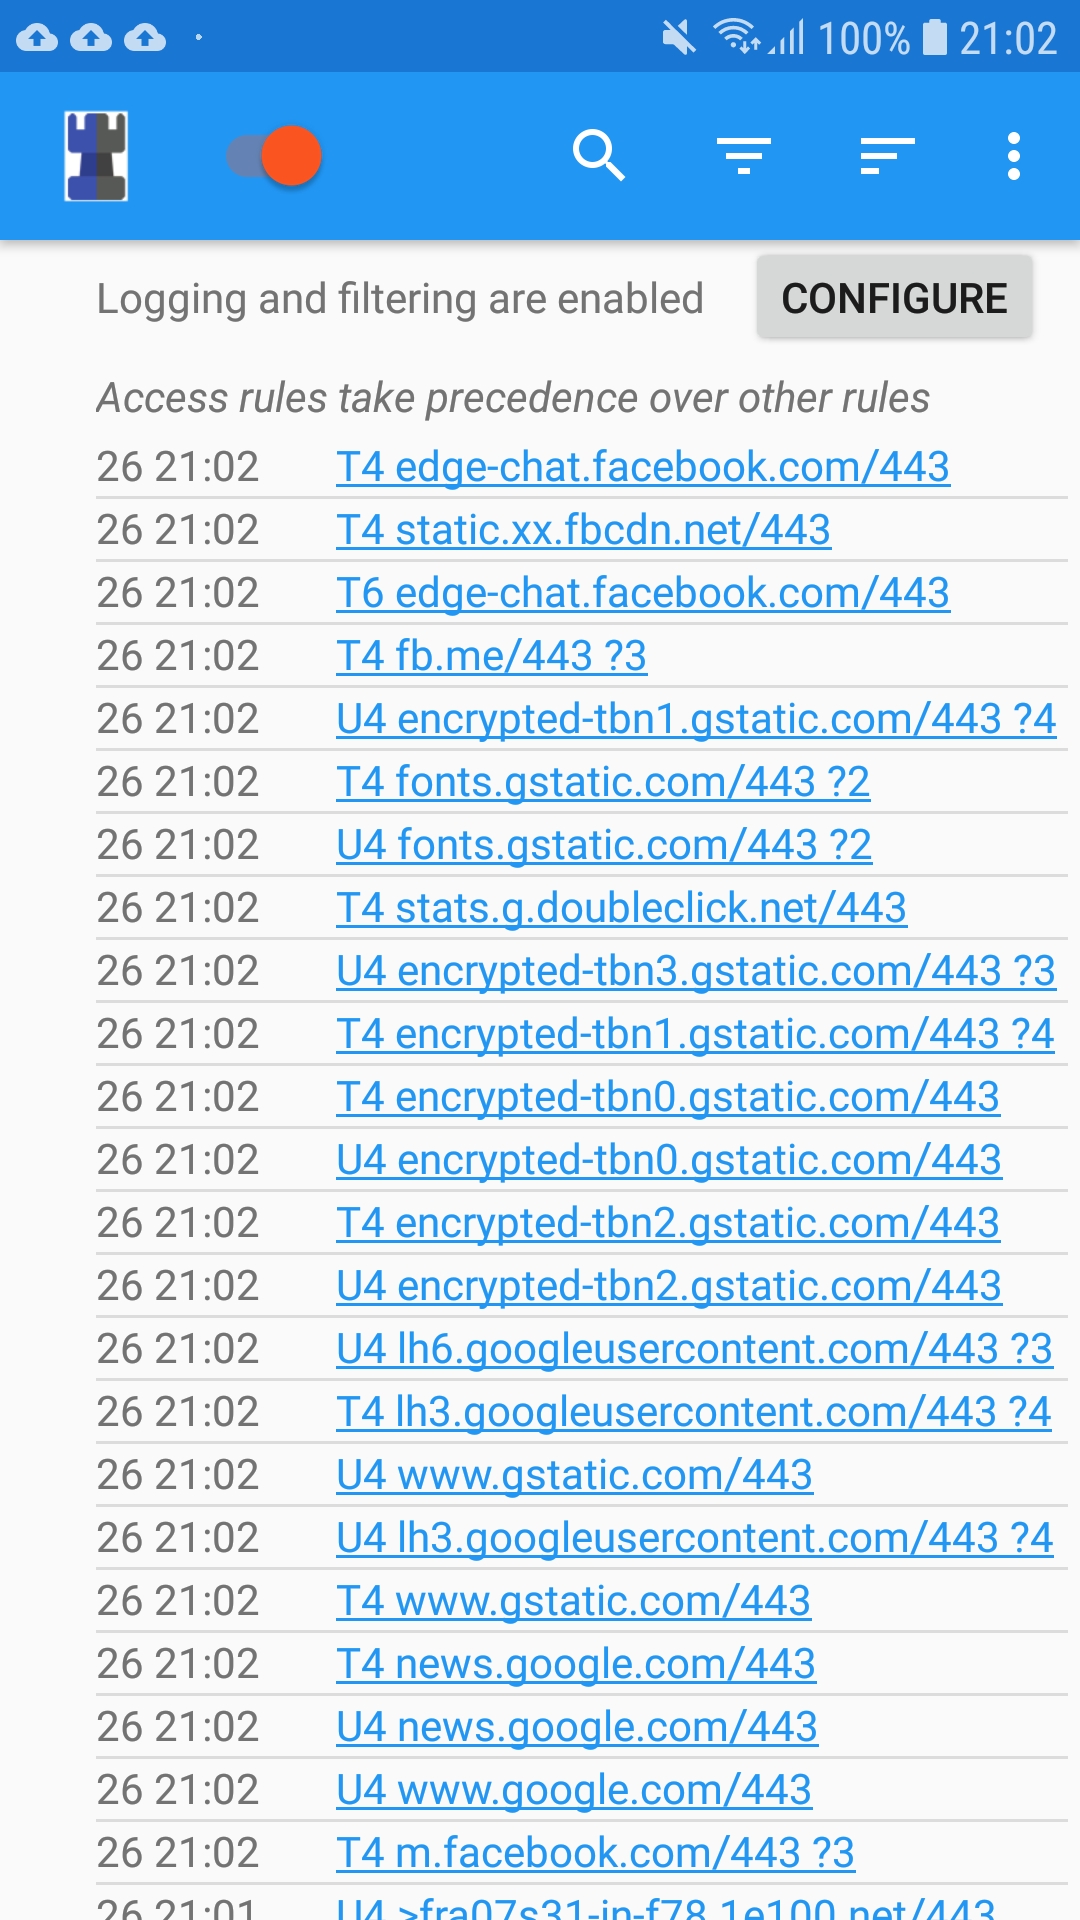 100% 21:02
Logging and filtering are enabled CONFIGURE
Access rules take precedence over other rules
26 21:02 T4 edge-chat.facebook.com/443
26 21:02 T4 static.xx.fbcdn.net/443
26 21:02 T6 edge-chat.facebook.com/443
26 21:02 T4 fb.me/443 ?3
26 21:02 U4 encrypted-tbn1.gstatic.com/443 ?4
26 21:02 T4 fonts.gstatic.com/443 ?2
26 21:02 U4 fonts.gstatic.com/443 ?2
26 21:02 T4 stats.g.doubleclick.net/443
26 21:02 U4 encrypted-tbn3.gstatic.com/443 ?3
26 21:02 T4 encrypted-tbn1.gstatic.com/443 ?4
26 21:02 T4 encrypted-tbn0.gstatic.com/443
26 21:02 U4 encrypted-tbn0.gstatic.com/443
26 21:02 T4 encrypted-tbn2.gstatic.com/443
26 21:02 U4 encrypted-tbn2.gstatic.com/443
26 21:02 U4 lh6.googleusercontent.com/443 ?3
26 21:02 T4 lh3.googleusercontent.com/443 ?4
26 21:02 U4 www.gstatic.com/443
26 21:02 U4 lh3.googleusercontent.com/443 ?4
26 21:02 T4 www.gstatic.com/443
26 21:02 T4 news.google.com/443
26 21:02 U4 news.google.com/443
26 21:02 U4 www.google.com/443
26 21:02 T4 m.facebook.com/443 ?3
26 21:01 U4 >fra07s31-in-f78.1e100.net/443